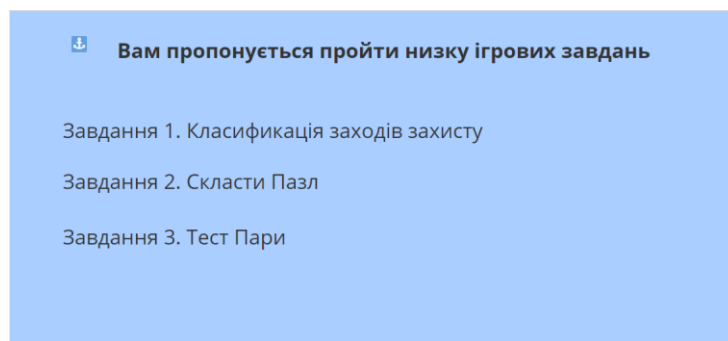 Вам пропонується пройти низку ігрових завдань
Завдання 1. Класифікація заходів захисту
Завдання 2. Скласти Пазл
Завдання 3. Тест Пари